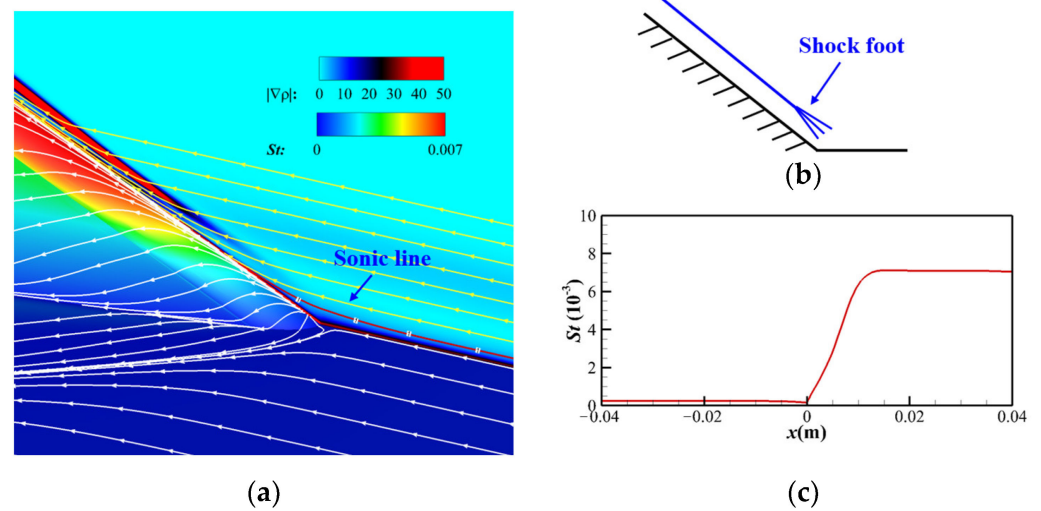 |∇ρ|: 0 10 20 30 40 50
St: 0 0.007
Sonic line
(a)
Shock foot
(b)
St (10⁻³)
10
8
6
4
2
0
−0.04 −0.02 0 0.02 0.04
x(m)
(c)